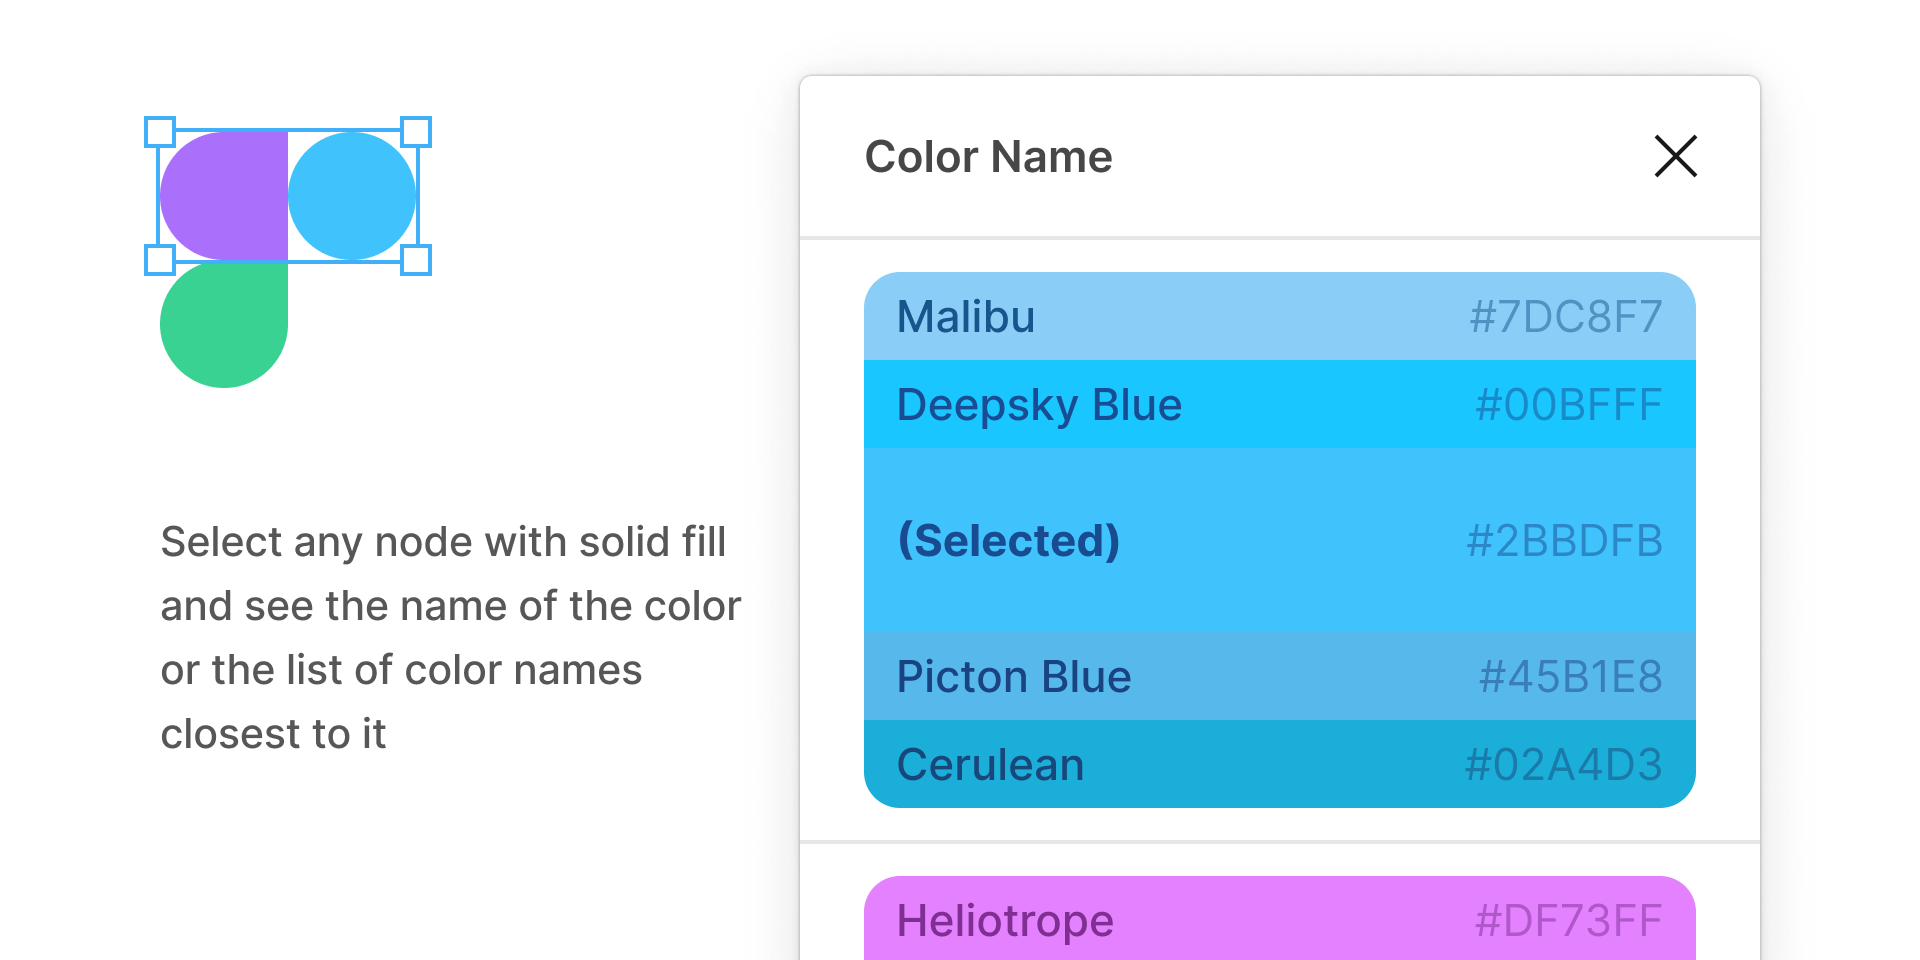 Select any node with solid fill
and see the name of the color
or the list of color names
closest to it
Color Name
Malibu #7DC8F7
Deepsky Blue #00BFFF
(Selected) #2BBDFB
Picton Blue #45B1E8
Cerulean #02A4D3
Heliotrope #DF73FF